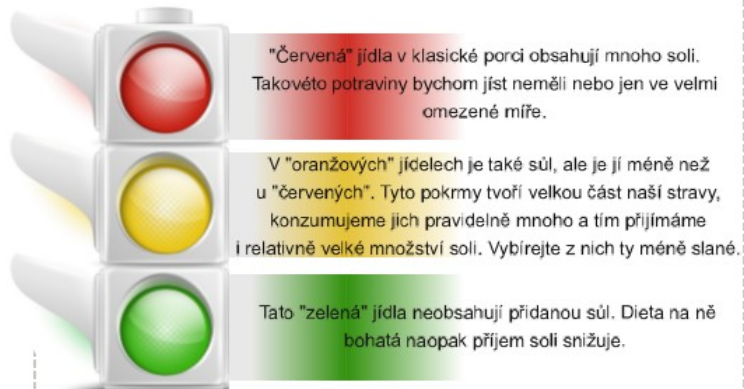 "Červená" jídla v klasické porci obsahují mnoho soli.
Takovéto potraviny bychom jíst neměli nebo jen ve velmi
omezené míře.
V "oranžových" jídelech je také sůl, ale je jí méně než
u "červených". Tyto pokrmy tvoří velkou část naší stravy,
konzumujeme jich pravidelně mnoho a tím přijímáme
i relativně velké množství soli. Vybírejte z nich ty méně slané.
Tato "zelená" jídla neobsahují přidanou sůl. Dieta na ně
bohatá naopak příjem soli snižuje.